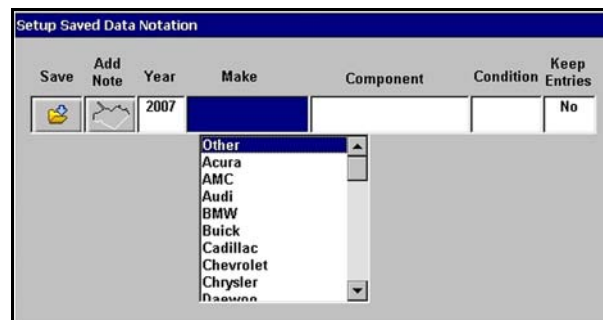 Setup Saved Data Notation
Save Add Note Year Make Component Condition Keep Entries
2007 No
Other
Acura
AMC
Audi
BMW
Buick
Cadillac
Chevrolet
Chrysler
Daewoo